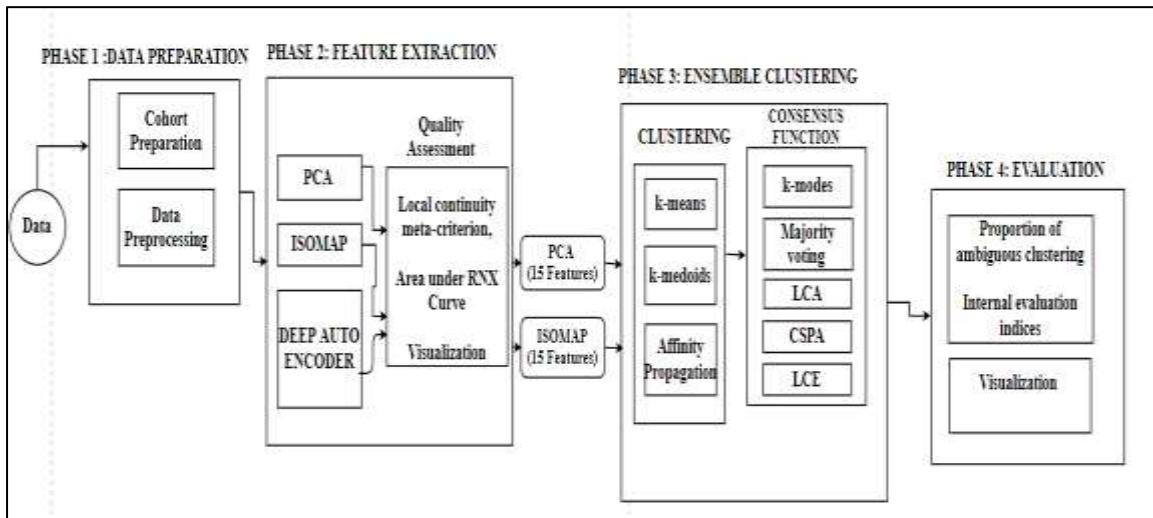 PHASE 1 :DATA PREPARATION
Cohort
Preparation
Data
Preprocessing
Data
PHASE 2: FEATURE EXTRACTION
Quality
Assessment
PCA
ISOMAP
DEEP AUTO
ENCODER
Local continuity
meta-criterion,
Area under RNX
Curve
Visualization
PCA
(15 Features)
ISOMAP
(15 Features)
PHASE 3: ENSEMBLE CLUSTERING
CLUSTERING
k-means
k-medoids
Affinity
Propagation
CONSENSUS
FUNCTION
k-modes
Majority
voting
LCA
CSPA
LCE
PHASE 4: EVALUATION
Proportion of
ambiguous clustering
Internal evaluation
indices
Visualization